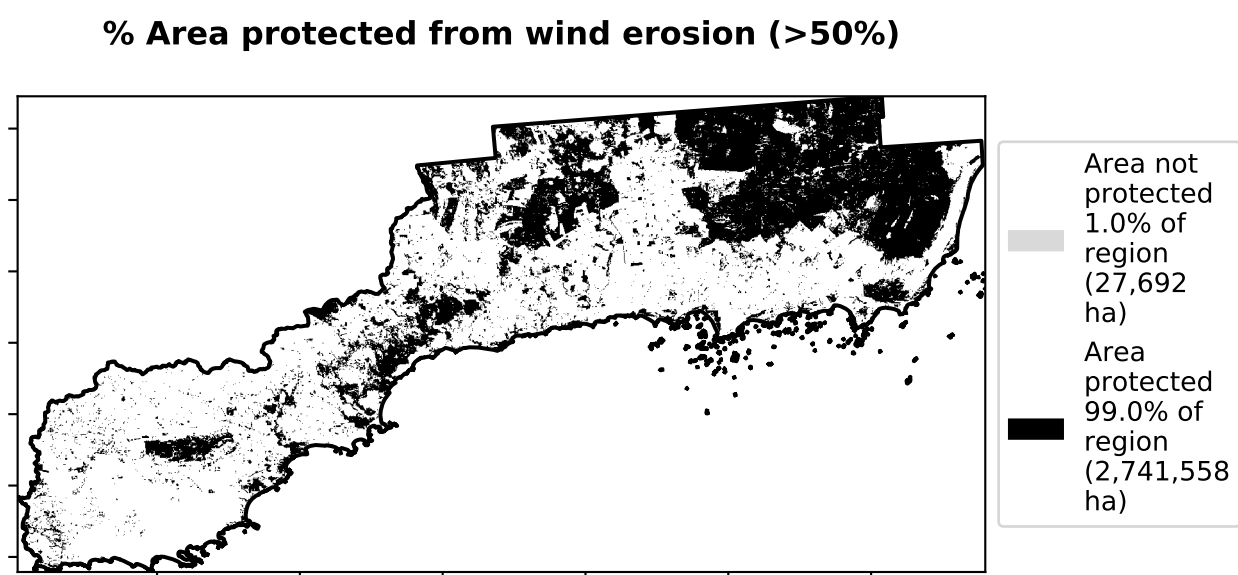 % Area protected from wind erosion (>50%)
Area not
protected
1.0% of
region
(27,692
ha)
Area
protected
99.0% of
region
(2,741,558
ha)